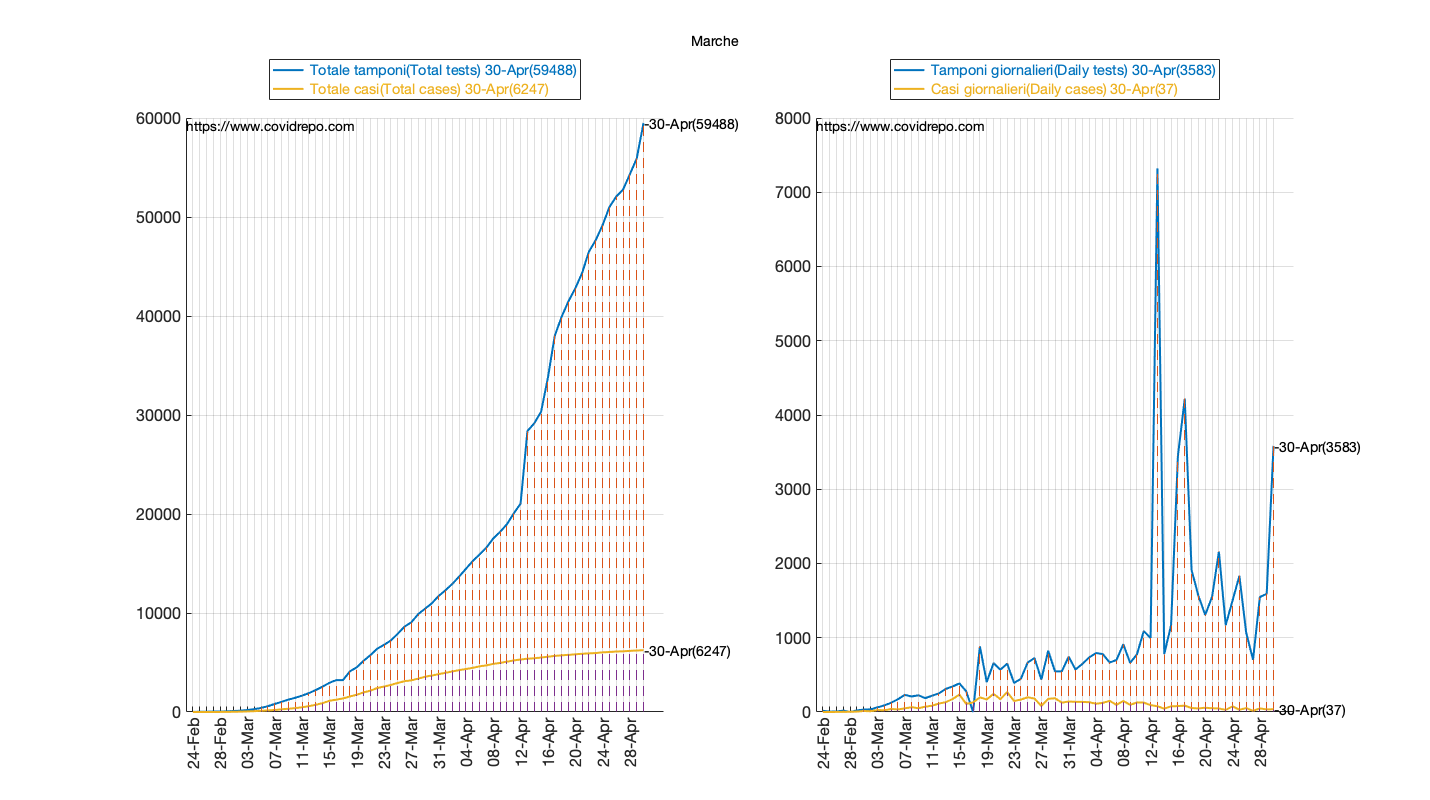 Marche
Totale tamponi(Total tests) 30-Apr(59488)
Totale casi(Total cases) 30-Apr(6247)
60000
50000
40000
30000
20000
10000
0
https://www.covidrepo.com
-30-Apr(59488)
-30-Apr(6247)
24-Feb
28-Feb
03-Mar
07-Mar
11-Mar
15-Mar
19-Mar
23-Mar
27-Mar
31-Mar
04-Apr
08-Apr
12-Apr
16-Apr
20-Apr
24-Apr
28-Apr
Tamponi giornalieri(Daily tests) 30-Apr(3583)
Casi giornalieri(Daily cases) 30-Apr(37)
8000
7000
6000
5000
4000
3000
2000
1000
0
https://www.covidrepo.com
-30-Apr(3583)
-30-Apr(37)
24-Feb
28-Feb
03-Mar
07-Mar
11-Mar
15-Mar
19-Mar
23-Mar
27-Mar
31-Mar
04-Apr
08-Apr
12-Apr
16-Apr
20-Apr
24-Apr
28-Apr